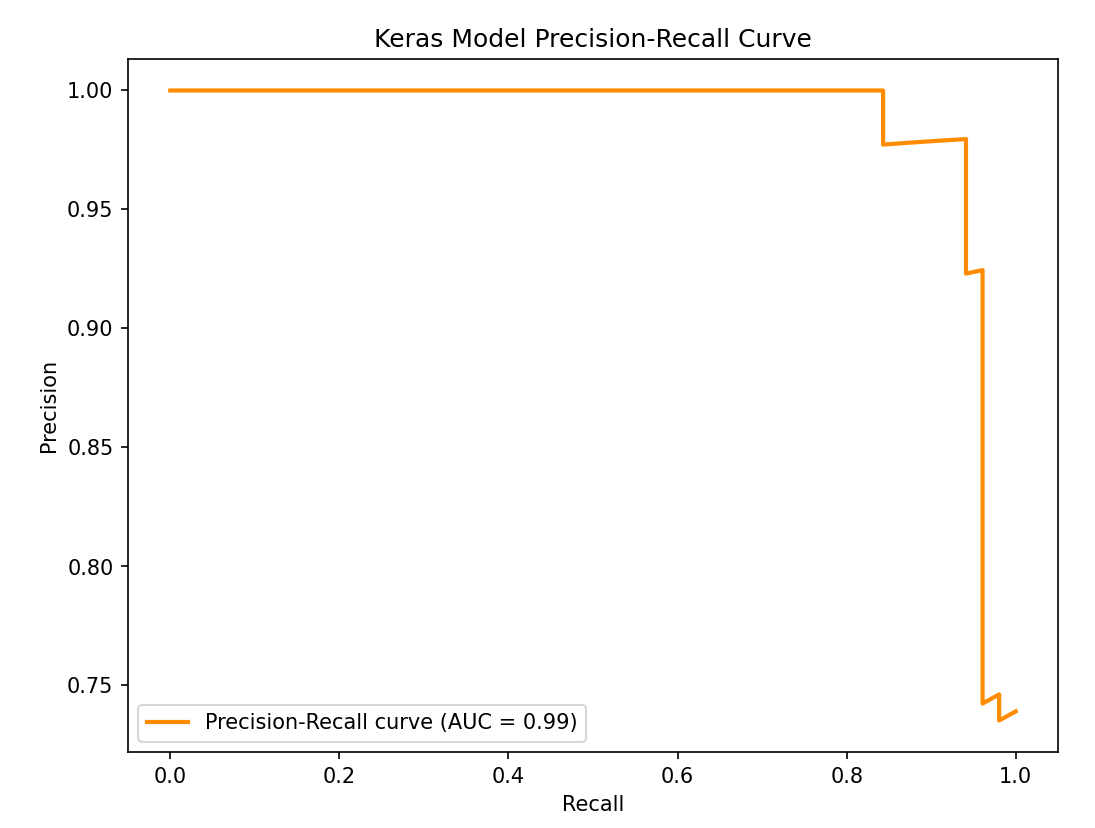 Keras Model Precision-Recall Curve
1.00
0.95
0.90
0.85
0.80
0.75
Precision
Precision-Recall curve (AUC = 0.99)
0.0 0.2 0.4 0.6 0.8 1.0
Recall